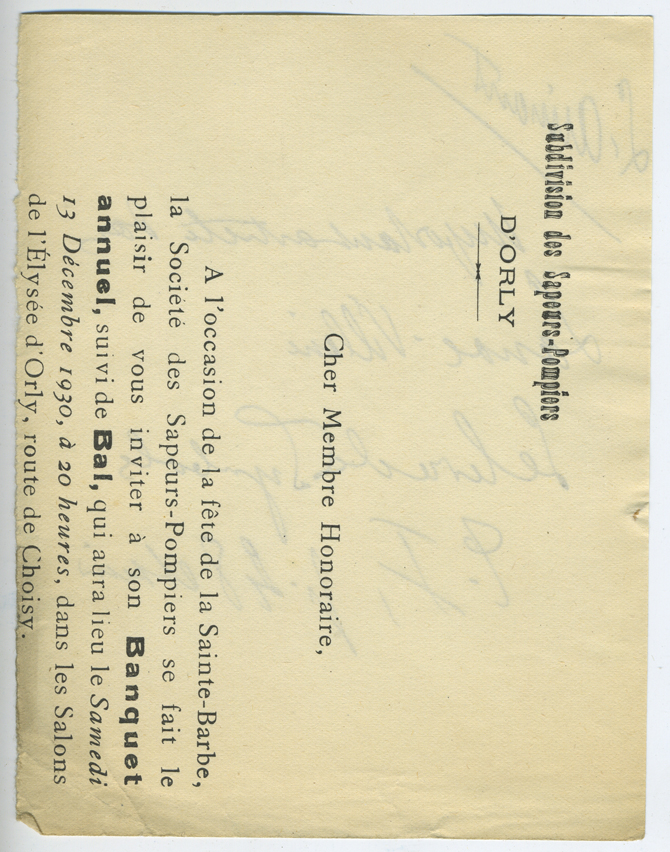 Subdivision des Sapeurs-Pompiers
D'ORLY
Cher Membre Honoraire,
A l'occasion de la fête de la Sainte-Barbe,
la Société des Sapeurs-Pompiers se fait le
plaisir de vous inviter à son Banquet
annuel, suivi de Bal, qui aura lieu le Samedi
13 Décembre 1930, à 20 heures, dans les Salons
de l'Élysée d'Orly, route de Choisy.